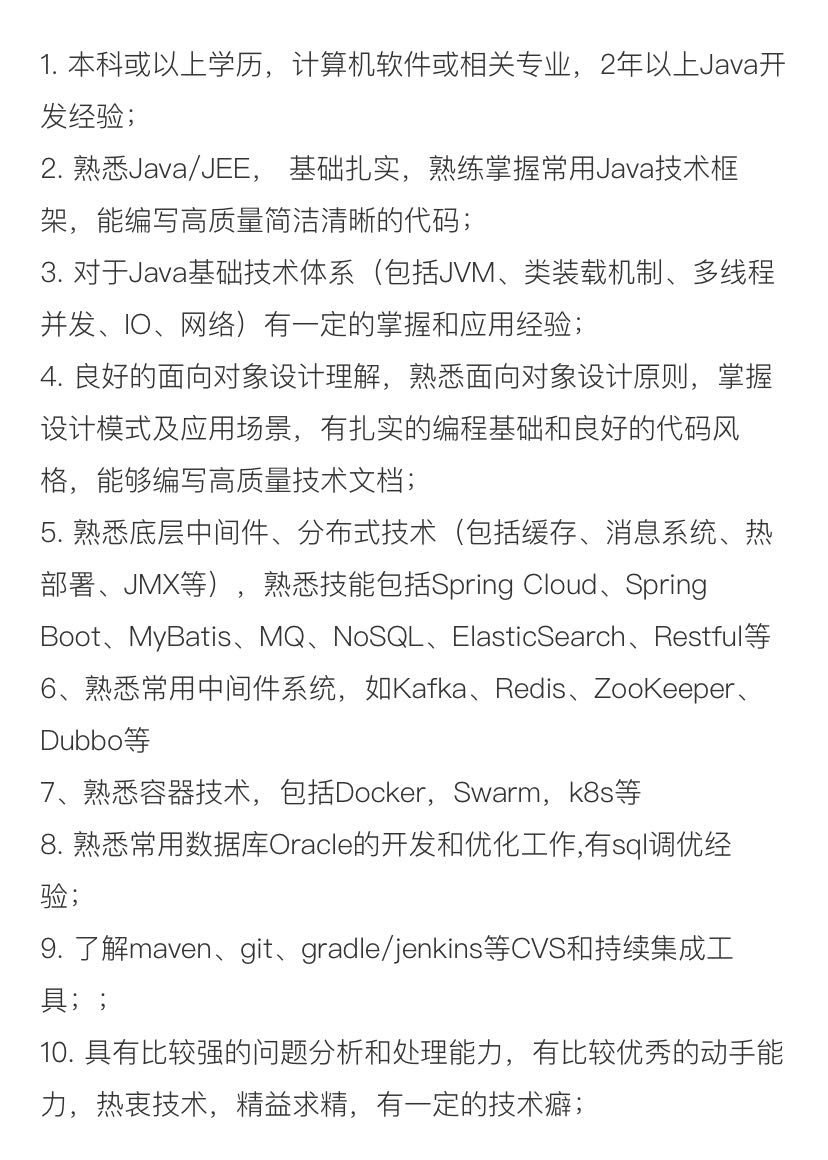 1. 本科或以上学历，计算机软件或相关专业，2年以上Java开
发经验；
2. 熟悉Java/JEE， 基础扎实，熟练掌握常用Java技术框
架，能编写高质量简洁清晰的代码；
3. 对于Java基础技术体系（包括JVM、类装载机制、多线程
并发、IO、网络）有一定的掌握和应用经验；
4. 良好的面向对象设计理解，熟悉面向对象设计原则，掌握
设计模式及应用场景，有扎实的编程基础和良好的代码风
格，能够编写高质量技术文档；
5. 熟悉底层中间件、分布式技术（包括缓存、消息系统、热
部署、JMX等），熟悉技能包括Spring Cloud、Spring
Boot、MyBatis、MQ、NoSQL、ElasticSearch、Restful等
6、熟悉常用中间件系统，如Kafka、Redis、ZooKeeper、
Dubbo等
7、熟悉容器技术，包括Docker，Swarm，k8s等
8. 熟悉常用数据库Oracle的开发和优化工作,有sql调优经
验；
9. 了解maven、git、gradle/jenkins等CVS和持续集成工
具；;
10. 具有比较强的问题分析和处理能力，有比较优秀的动手能
力，热衷技术，精益求精，有一定的技术癖；